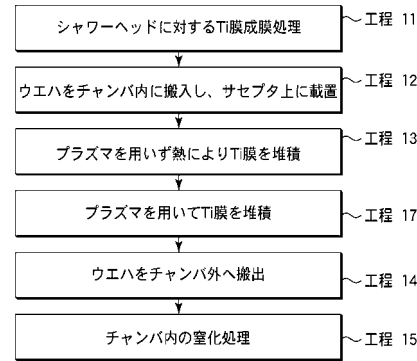 シャワーヘッドに対するTi膜成膜処理
工程 11
ウエハをチャンバ内に搬入し、サセプタ上に載置
工程 12
プラズマを用いず熱によりTi膜を堆積
工程 13
プラズマを用いてTi膜を堆積
工程 17
ウエハをチャンバ外へ搬出
工程 14
チャンバ内の窒化処理
工程 15